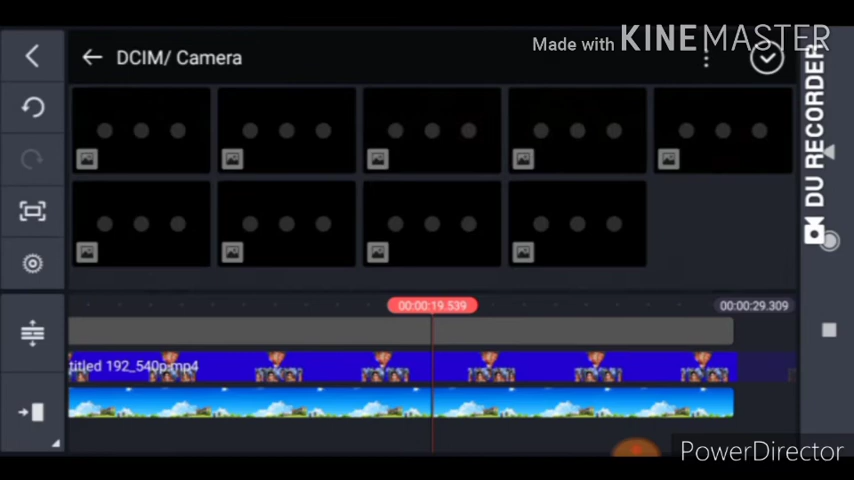 DCIM/ Camera
Made with KINEMASTER
DU RECORDER
00:00:19.539
00:00:29.309
titled 192_540p.mp4
PowerDirector